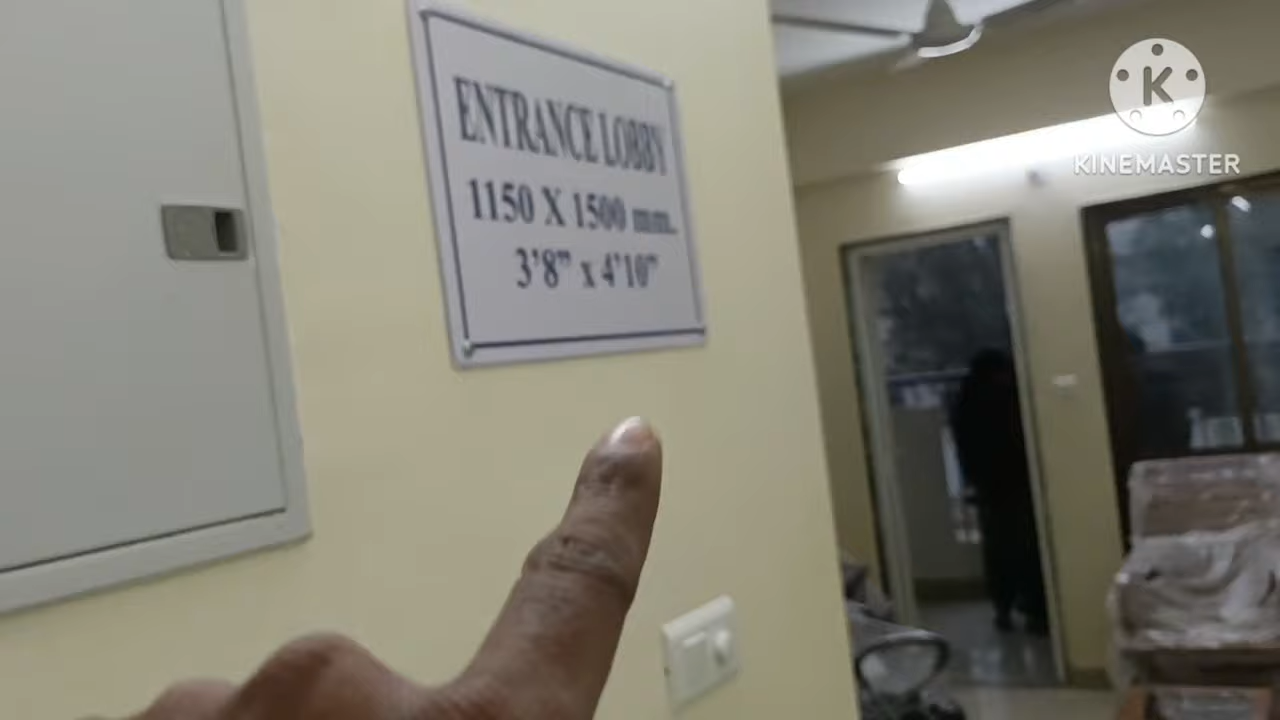 ENTRANCE LOBBY
1150 X 1500 mm.
3'8" x 4'10"
K
KINEMASTER